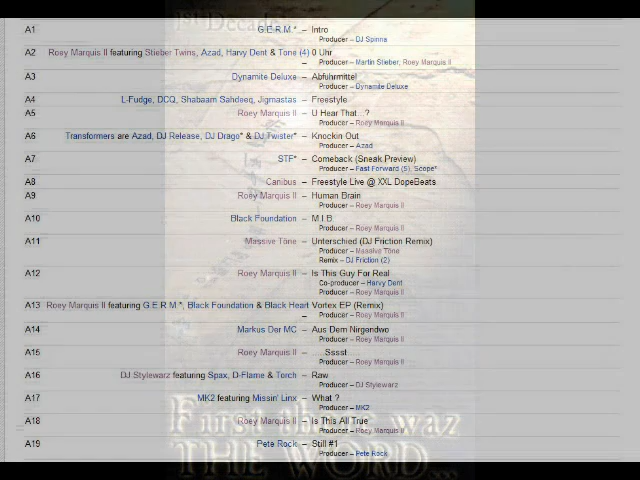 1st Decade
A1 G.E.R.M.* – Intro
Producer – DJ Spinna
A2 Roey Marquis II featuring Stieber Twins, Azad, Harvy Dent & Tone (4) – 0 Uhr
Producer – Martin Stieber, Roey Marquis II
A3 Dynamite Deluxe – Abfuhrmittel
Producer – Dynamite Deluxe
A4 L-Fudge, DCQ, Shabaam Sahdeeq, Jigmastas – Freestyle
A5 Roey Marquis II – U Hear That...?
Producer – Roey Marquis II
A6 Transformers are Azad, DJ Release, DJ Drago* & DJ Twister* – Knockin Out
Producer – Azad
A7 STF* – Comeback (Sneak Preview)
Producer – Fast Forward (5), Scope*
A8 Canibus – Freestyle Live @ XXL DopeBeats
A9 Roey Marquis II – Human Brain
Producer – Roey Marquis II
A10 Black Foundation – M.I.B.
Producer – Roey Marquis II
A11 Massive Töne – Unterschied (DJ Friction Remix)
Producer – Massive Töne
Remix – DJ Friction (2)
A12 Roey Marquis II – Is This Guy For Real
Co-producer – Harvy Dent
Producer – Roey Marquis II
A13 Roey Marquis II featuring G.E.R.M.*, Black Foundation & Black Heart – Vortex EP (Remix)
Producer – Roey Marquis II
A14 Markus Der MC – Aus Dem Nirgendwo
Producer – Roey Marquis II
A15 Roey Marquis II – ....Sssst....
Producer – Roey Marquis II
A16 DJ Stylewarz featuring Spax, D-Flame & Torch – Raw
Producer – DJ Stylewarz
A17 MK2 featuring Missin' Linx – What ?
Producer – MK2
A18 Roey Marquis II – Is This All True
Producer – Roey Marquis II
A19 Pete Rock – Still #1
Producer – Pete Rock
First there waz
THE WORD...